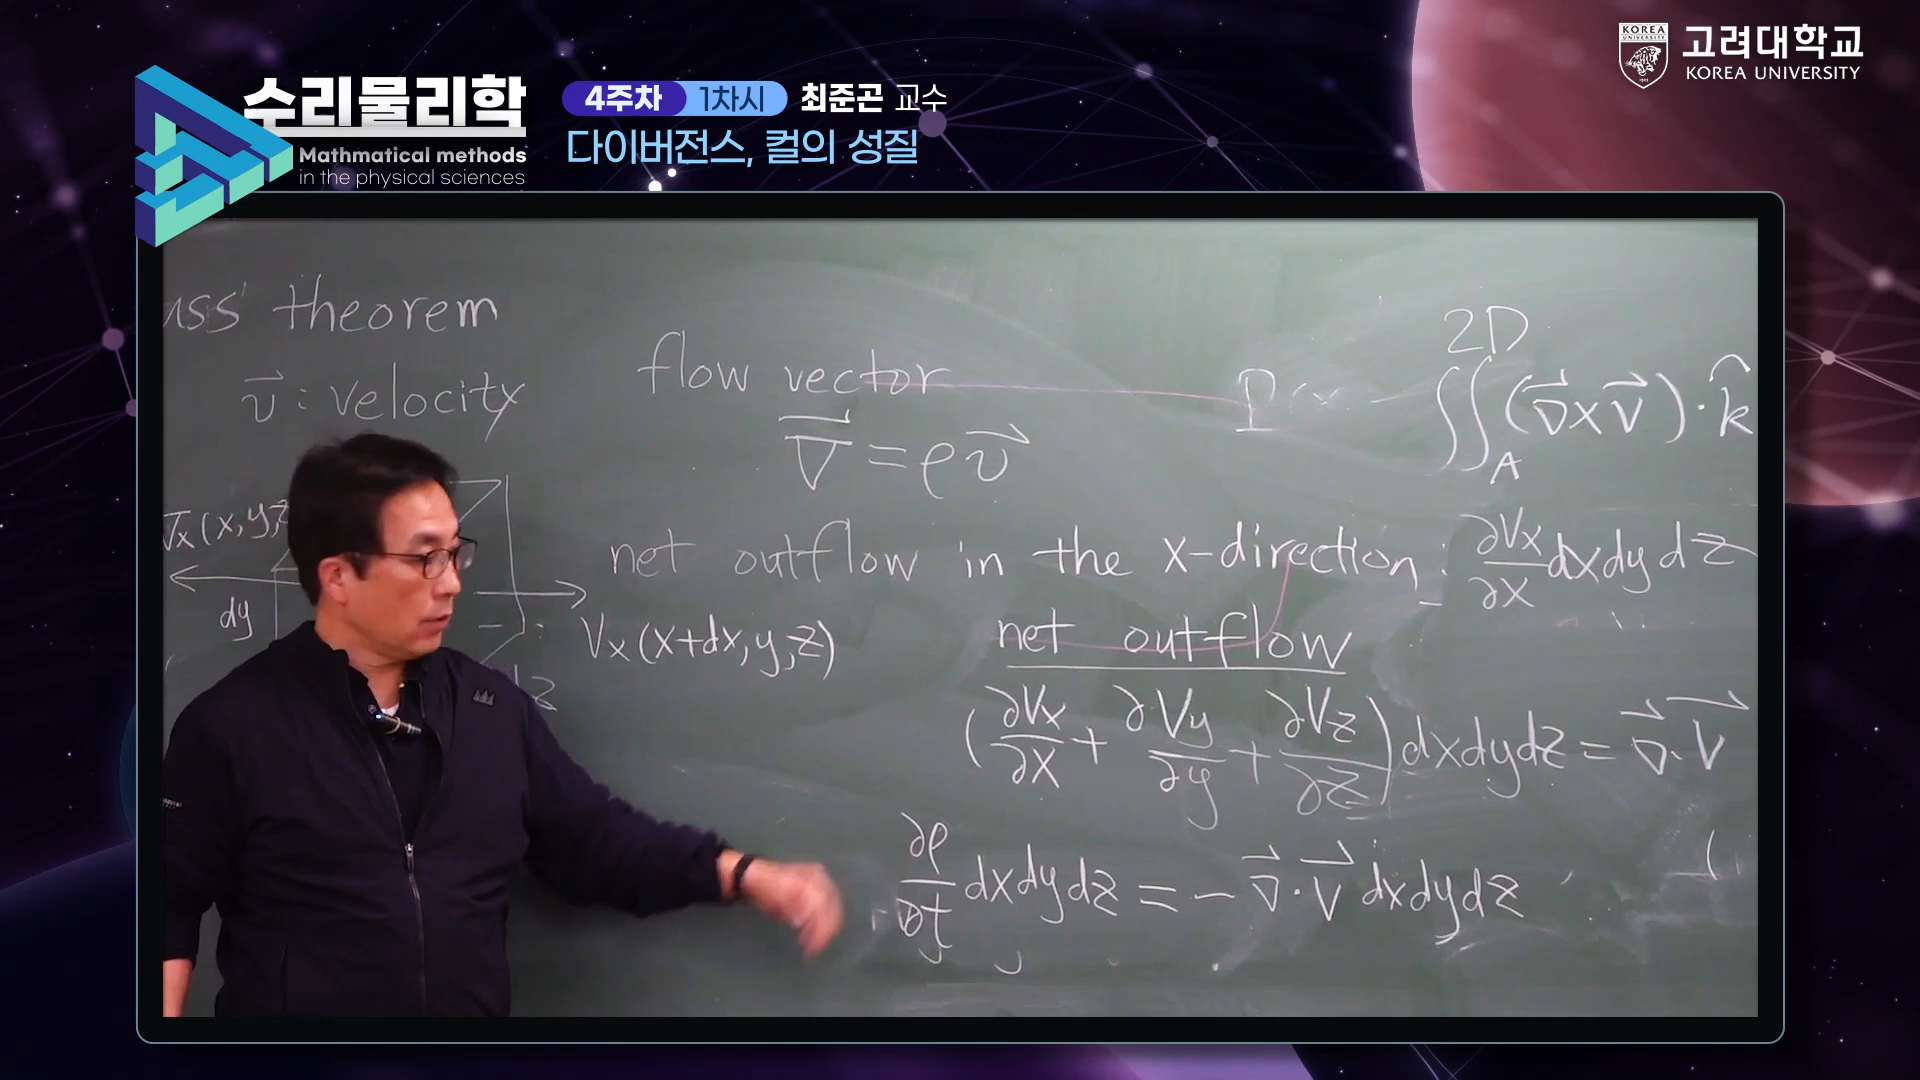 수리물리학
Mathmatical methods
in the physical sciences
4주차 1차시 최준곤 교수
다이버전스, 컬의 성질
KOREA
UNIVERSITY
고려대학교
KOREA UNIVERSITY
uss' theorem
v⃗ : velocity
flow vector
V⃗ = ρv⃗
2D
∬_A (∇⃗×V⃗)·k̂
Vx(x,y,z
dy
Vx(x+dx,y,z)
net outflow in the x-direction : ∂Vx/∂x dxdydz
net outflow
(∂Vx/∂x + ∂Vy/∂y + ∂Vz/∂z) dxdydz = ∇⃗·V⃗
∂ρ/∂t dxdydz = -∇⃗·V⃗ dxdydz